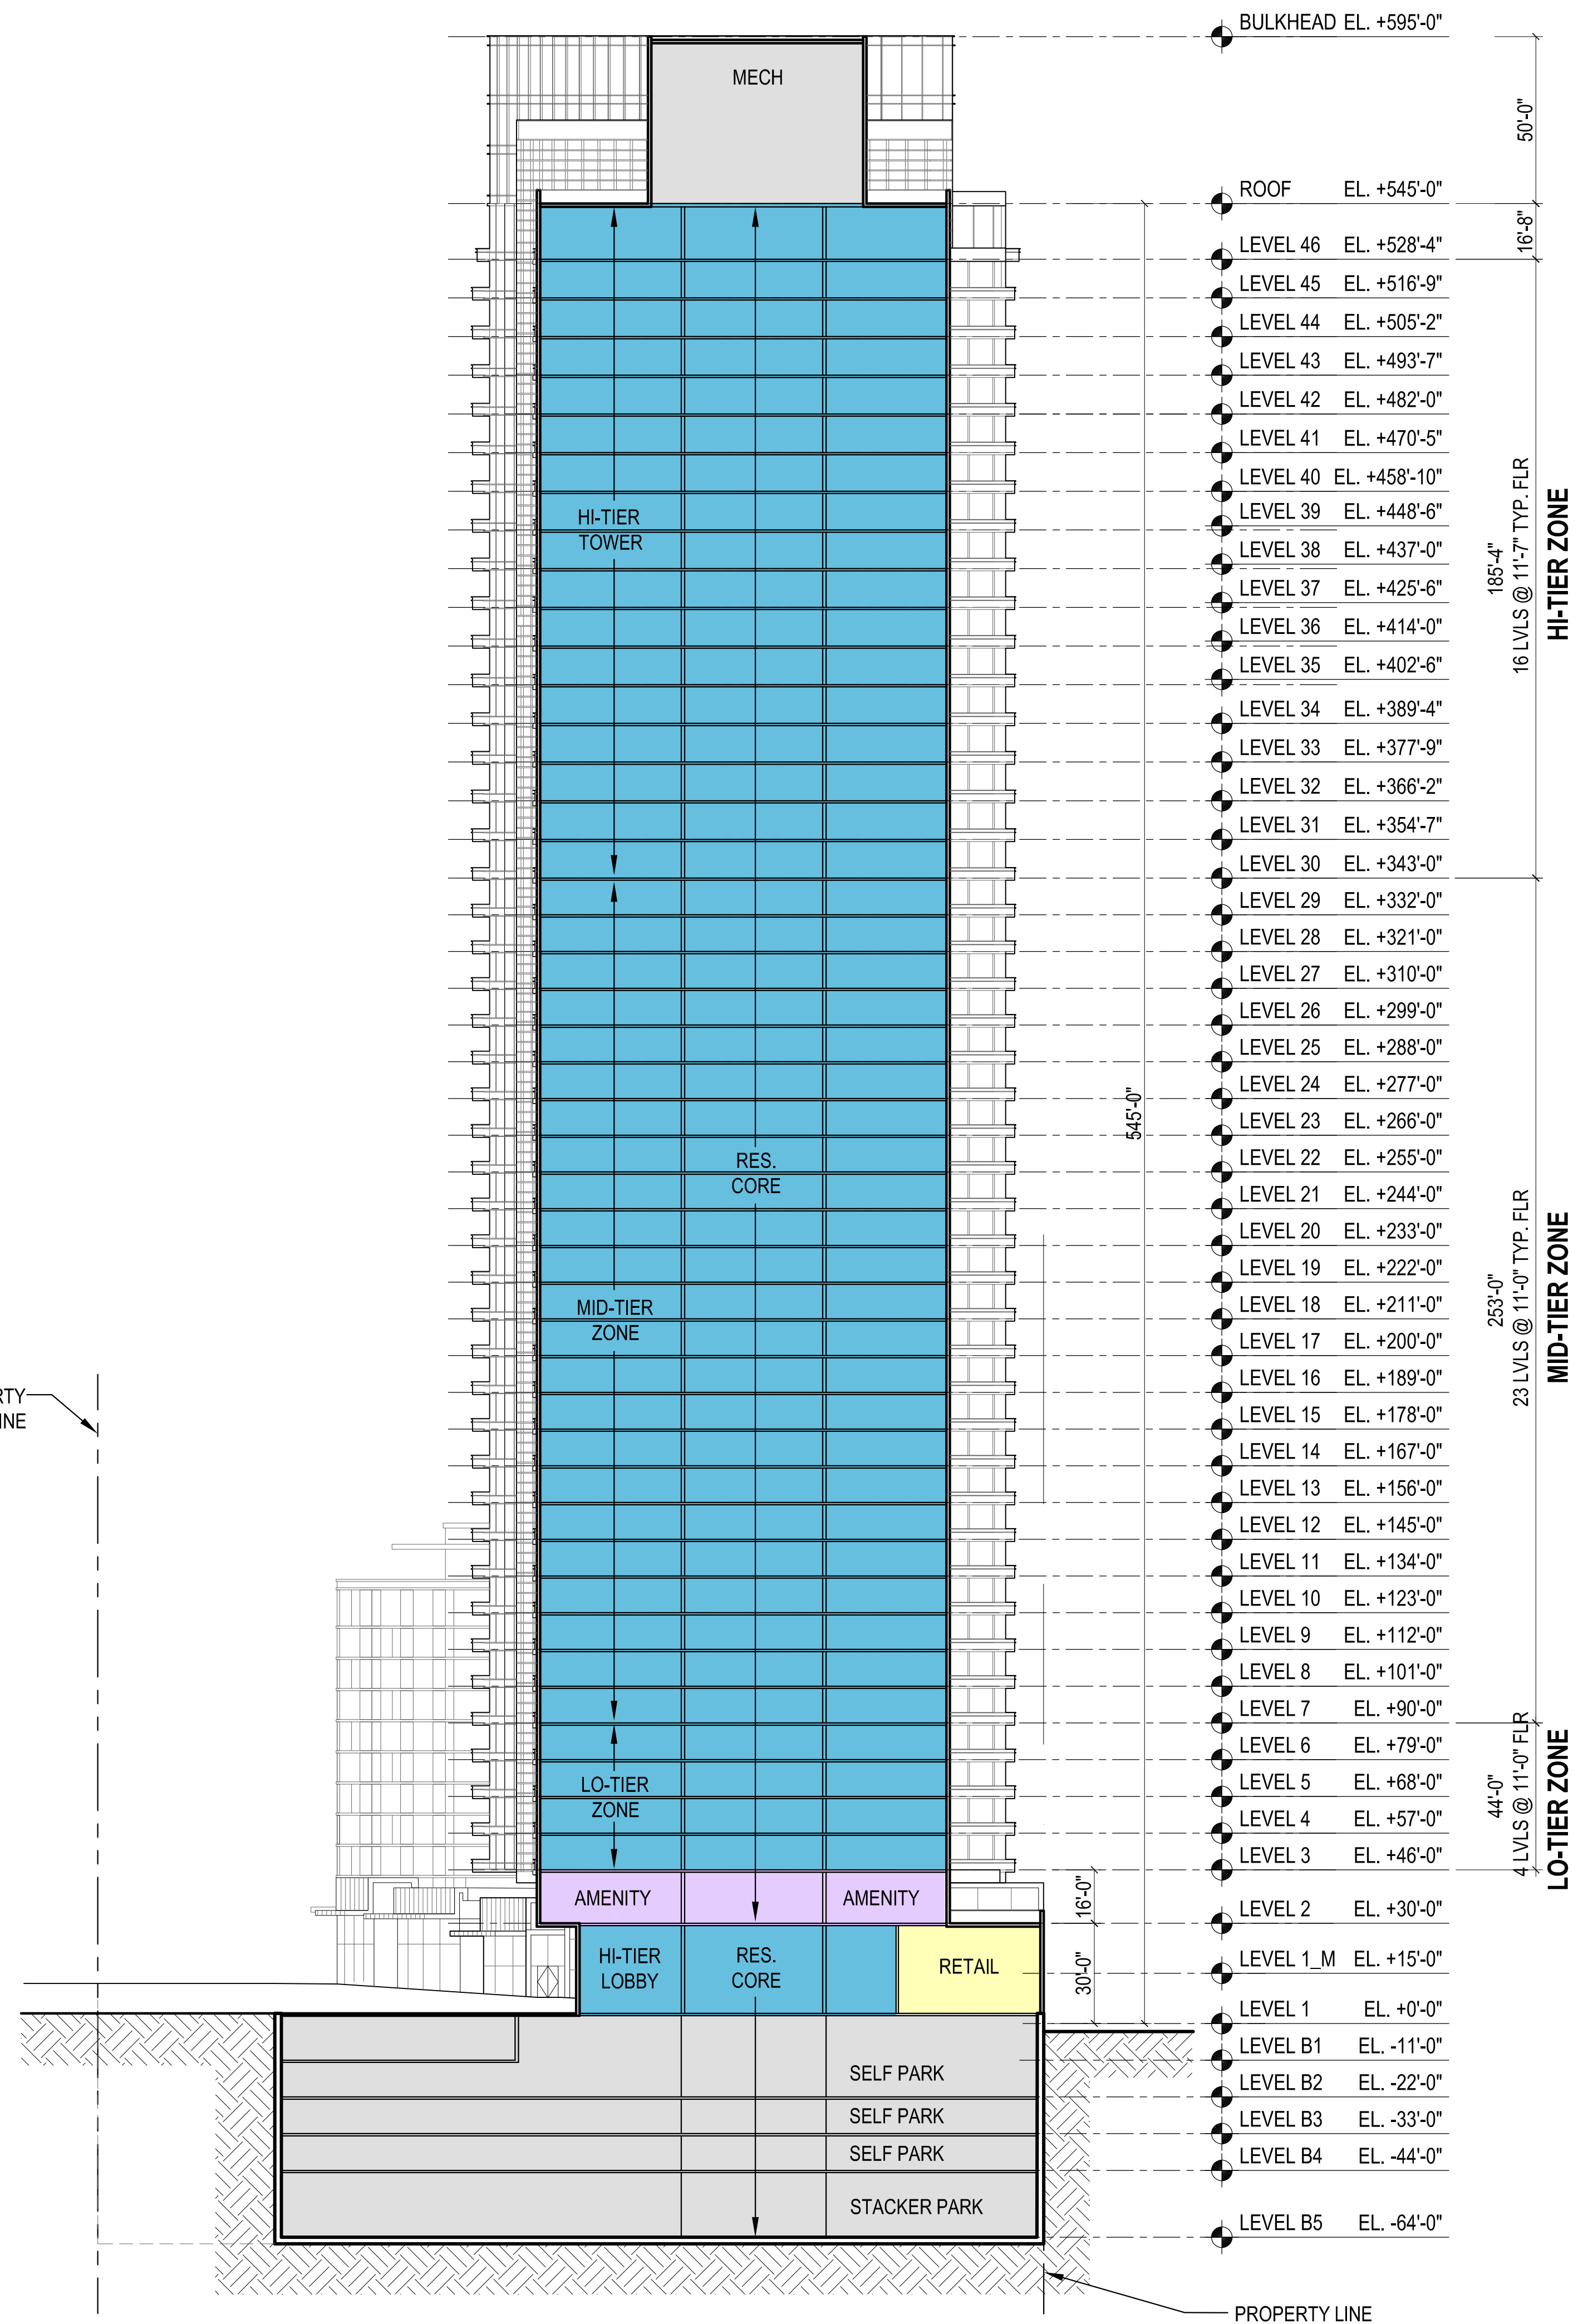 BULKHEAD EL. +595'-0"
MECH
50'-0"
ROOF EL. +545'-0"
16'-8"
LEVEL 46 EL. +528'-4"
LEVEL 45 EL. +516'-9"
LEVEL 44 EL. +505'-2"
LEVEL 43 EL. +493'-7"
LEVEL 42 EL. +482'-0"
LEVEL 41 EL. +470'-5"
LEVEL 40 EL. +458'-10"
LEVEL 39 EL. +448'-6"
LEVEL 38 EL. +437'-0"
LEVEL 37 EL. +425'-6"
LEVEL 36 EL. +414'-0"
LEVEL 35 EL. +402'-6"
LEVEL 34 EL. +389'-4"
LEVEL 33 EL. +377'-9"
LEVEL 32 EL. +366'-2"
LEVEL 31 EL. +354'-7"
LEVEL 30 EL. +343'-0"
HI-TIER
TOWER
185'-4"
16 LVLS @ 11'-7" TYP. FLR
HI-TIER ZONE
LEVEL 29 EL. +332'-0"
LEVEL 28 EL. +321'-0"
LEVEL 27 EL. +310'-0"
LEVEL 26 EL. +299'-0"
LEVEL 25 EL. +288'-0"
LEVEL 24 EL. +277'-0"
LEVEL 23 EL. +266'-0"
LEVEL 22 EL. +255'-0"
LEVEL 21 EL. +244'-0"
LEVEL 20 EL. +233'-0"
LEVEL 19 EL. +222'-0"
LEVEL 18 EL. +211'-0"
LEVEL 17 EL. +200'-0"
LEVEL 16 EL. +189'-0"
LEVEL 15 EL. +178'-0"
LEVEL 14 EL. +167'-0"
LEVEL 13 EL. +156'-0"
LEVEL 12 EL. +145'-0"
LEVEL 11 EL. +134'-0"
LEVEL 10 EL. +123'-0"
LEVEL 9 EL. +112'-0"
LEVEL 8 EL. +101'-0"
LEVEL 7 EL. +90'-0"
545'-0"
RES.
CORE
MID-TIER
ZONE
253'-0"
23 LVLS @ 11'-0" TYP. FLR
MID-TIER ZONE
RTY
INE
LEVEL 6 EL. +79'-0"
LEVEL 5 EL. +68'-0"
LEVEL 4 EL. +57'-0"
LEVEL 3 EL. +46'-0"
LO-TIER
ZONE
44'-0"
4 LVLS @ 11'-0" FLR
LO-TIER ZONE
AMENITY
AMENITY
16'-0"
LEVEL 2 EL. +30'-0"
HI-TIER
LOBBY
RES.
CORE
RETAIL
30'-0"
LEVEL 1_M EL. +15'-0"
LEVEL 1 EL. +0'-0"
LEVEL B1 EL. -11'-0"
SELF PARK
LEVEL B2 EL. -22'-0"
SELF PARK
LEVEL B3 EL. -33'-0"
SELF PARK
LEVEL B4 EL. -44'-0"
STACKER PARK
LEVEL B5 EL. -64'-0"
PROPERTY LINE